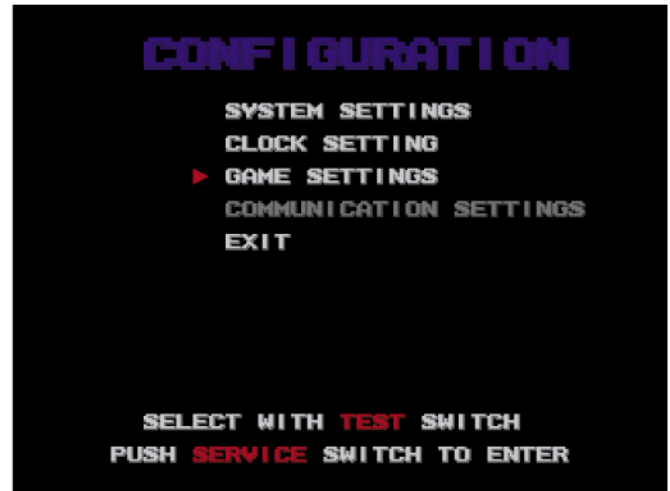 CONFIGURATION
SYSTEM SETTINGS
CLOCK SETTING
GAME SETTINGS
COMMUNICATION SETTINGS
EXIT
SELECT WITH TEST SWITCH
PUSH SERVICE SWITCH TO ENTER